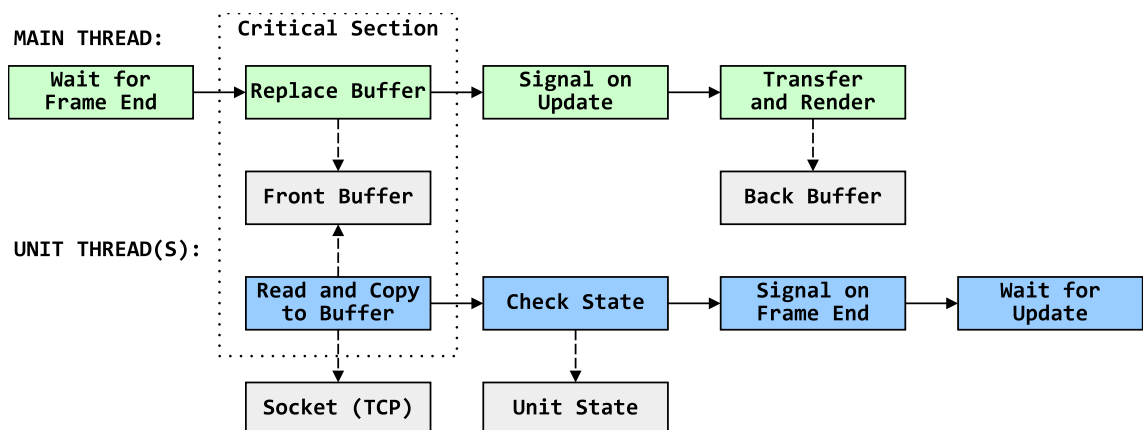 Critical Section
MAIN THREAD:
Wait for
Frame End
Replace Buffer
Signal on
Update
Transfer
and Render
Front Buffer
Back Buffer
UNIT THREAD(S):
Read and Copy
to Buffer
Check State
Signal on
Frame End
Wait for
Update
Socket (TCP)
Unit State